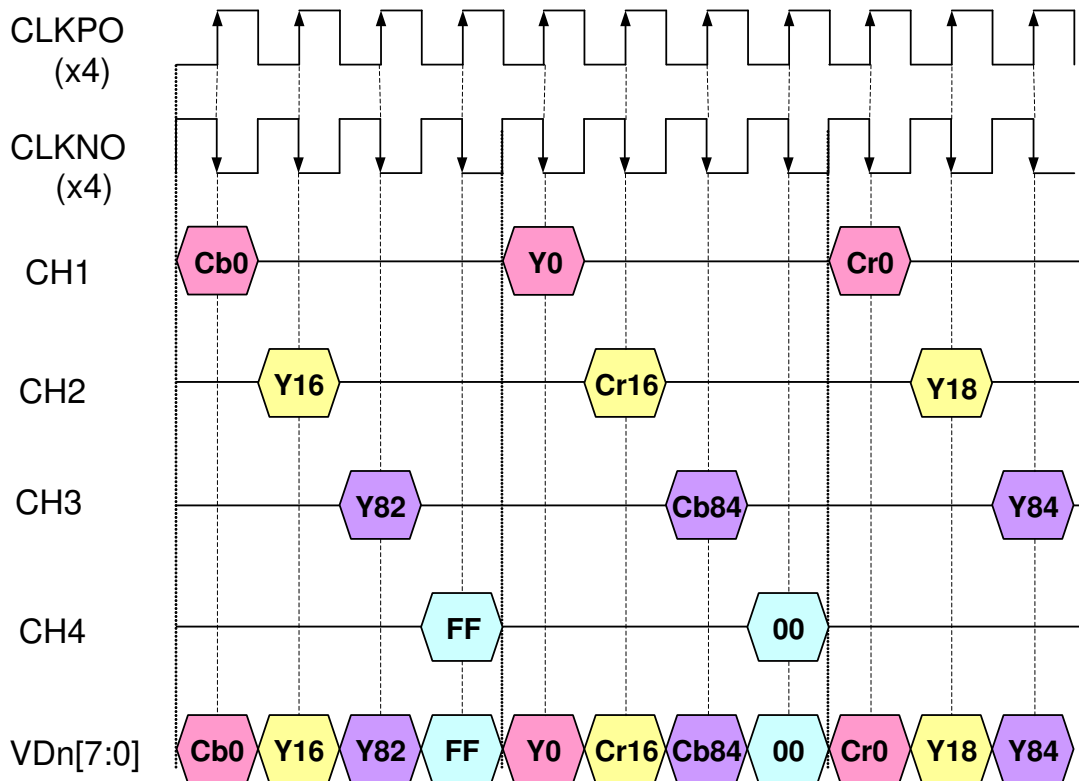 CLKPO
(x4)
CLKNO
(x4)
CH1 Cb0 Y0 Cr0
CH2 Y16 Cr16 Y18
CH3 Y82 Cb84 Y84
CH4 FF 00
VDn[7:0] Cb0 Y16 Y82 FF Y0 Cr16 Cb84 00 Cr0 Y18 Y84